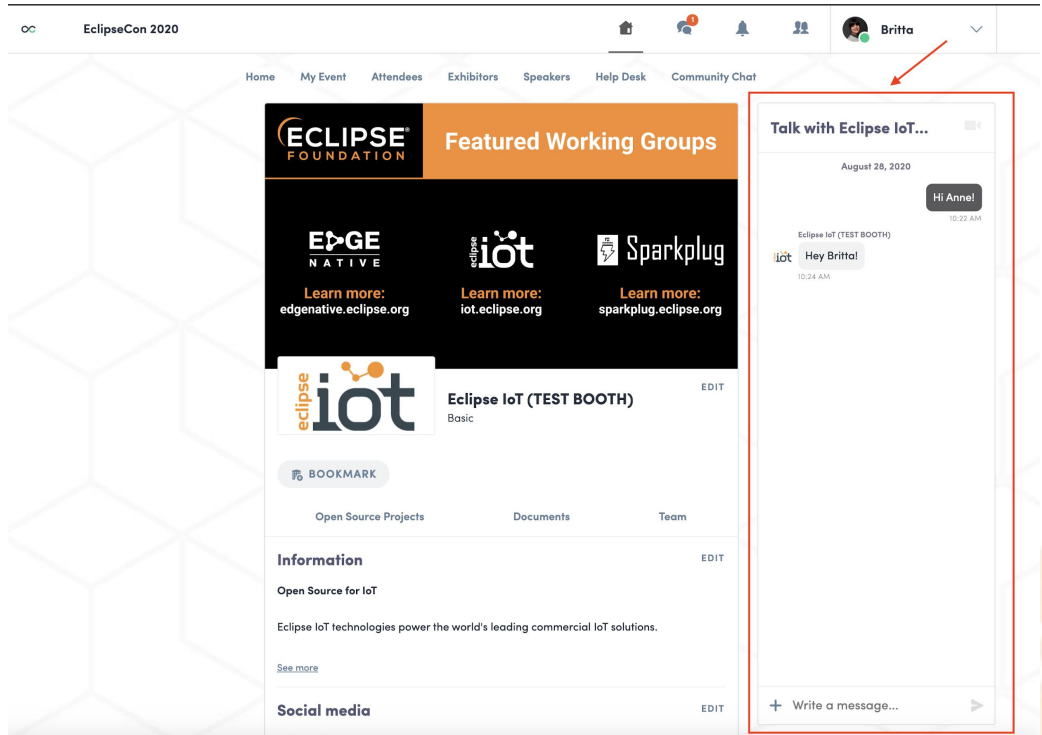 EclipseCon 2020
1
Britta
Home My Event Attendees Exhibitors Speakers Help Desk Community Chat
ECLIPSE®
FOUNDATION
Featured Working Groups
EDGE
NATIVE
eclipse
iot
Sparkplug
Learn more:
edgenative.eclipse.org
Learn more:
iot.eclipse.org
Learn more:
sparkplug.eclipse.org
eclipse
iot
Eclipse IoT (TEST BOOTH)
Basic
EDIT
BOOKMARK
Open Source Projects Documents Team
Information
EDIT
Open Source for IoT
Eclipse IoT technologies power the world's leading commercial IoT solutions.
See more
Social media
EDIT
Talk with Eclipse IoT...
August 28, 2020
Hi Anne!
10:22 AM
Eclipse IoT (TEST BOOTH)
iot
Hey Britta!
10:24 AM
+ Write a message...